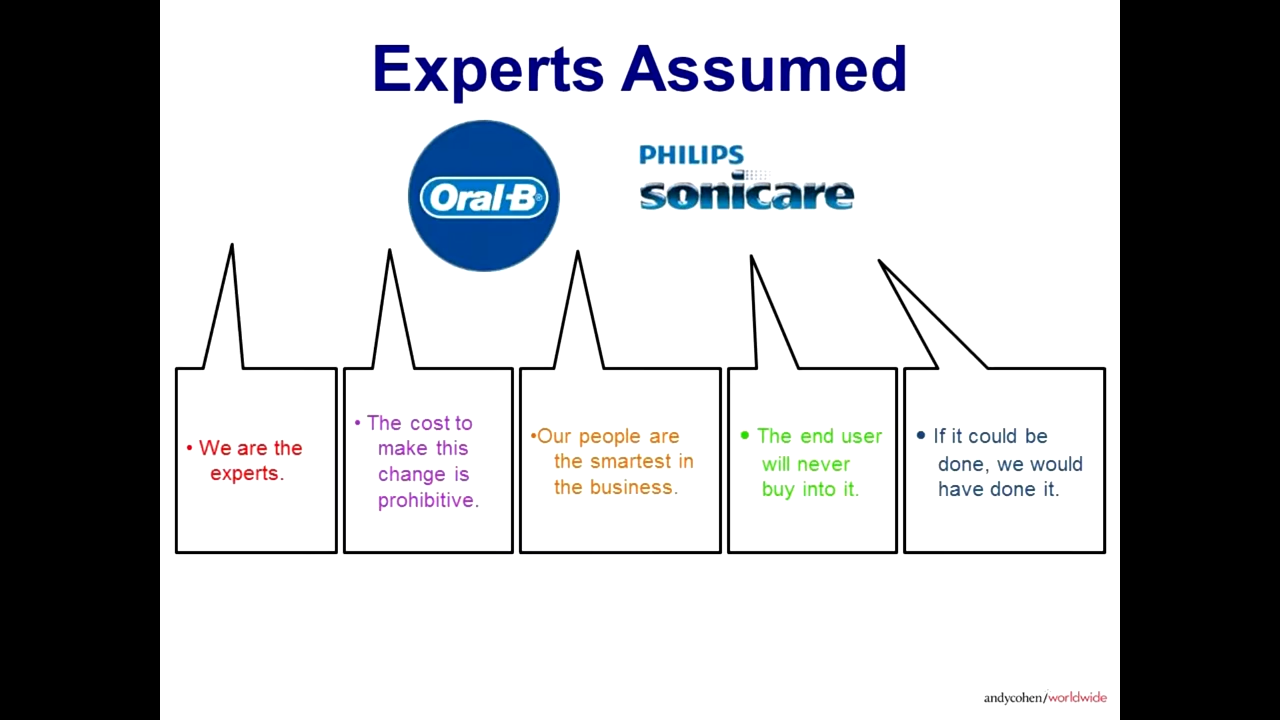 Experts Assumed
Oral-B®
PHILIPS
sonicare
• We are the
experts.
• The cost to
make this
change is
prohibitive.
•Our people are
the smartest in
the business.
• The end user
will never
buy into it.
• If it could be
done, we would
have done it.
andycohen/worldwide